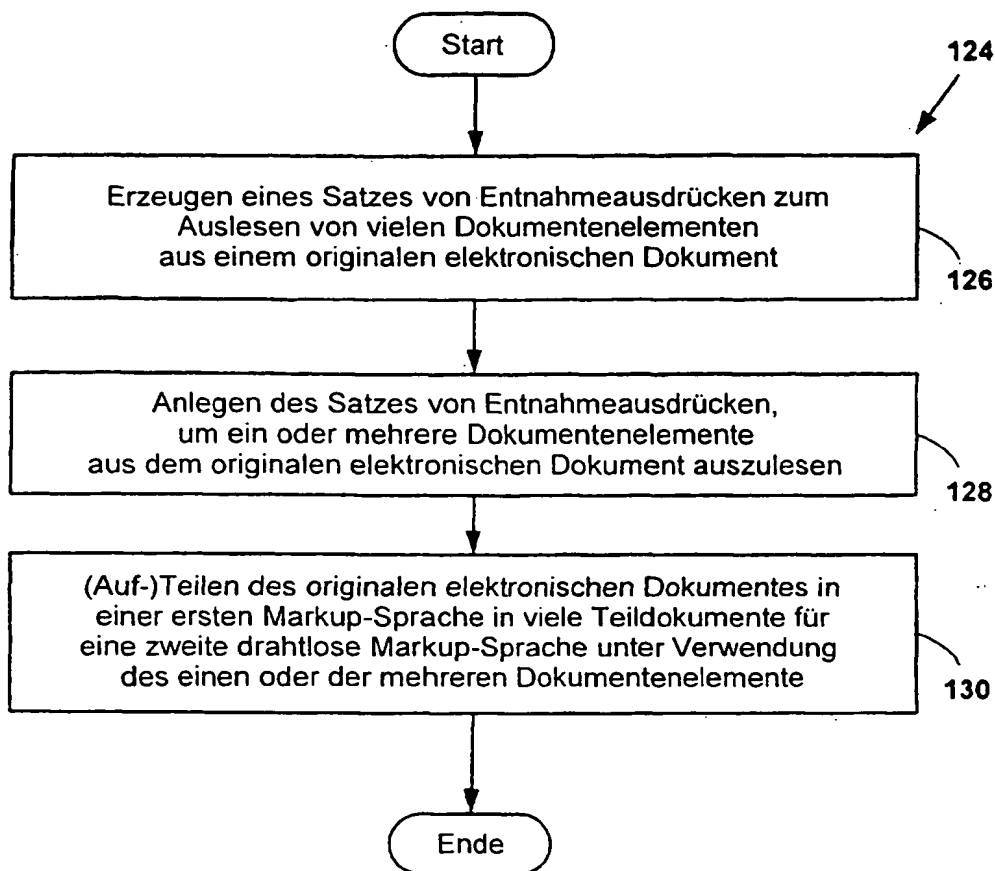 Start
124
Erzeugen eines Satzes von Entnahmeausdrücken zum
Auslesen von vielen Dokumentenelementen
aus einem originalen elektronischen Dokument
126
Anlegen des Satzes von Entnahmeausdrücken,
um ein oder mehrere Dokumentenelemente
aus dem originalen elektronischen Dokument auszulesen
128
(Auf-)Teilen des originalen elektronischen Dokumentes in
einer ersten Markup-Sprache in viele Teildokumente für
eine zweite drahtlose Markup-Sprache unter Verwendung
des einen oder der mehreren Dokumentenelemente
130
Ende